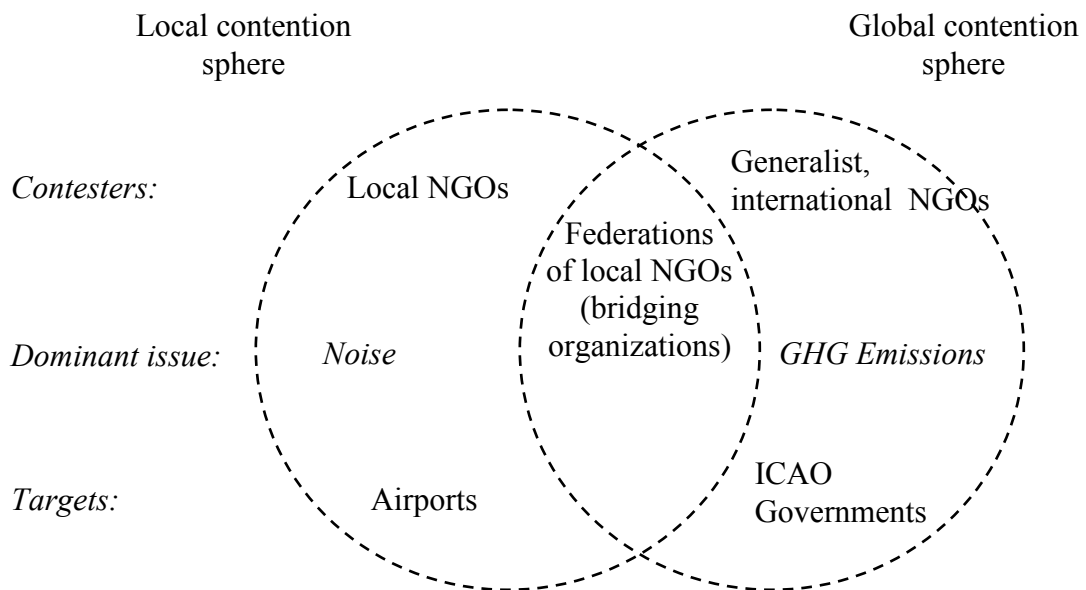 Local contention
sphere
Global contention
sphere
Contesters:
Local NGOs
Generalist,
international NGOs
Federations
of local NGOs
(bridging
organizations)
Dominant issue:
Noise
GHG Emissions
Targets:
Airports
ICAO
Governments